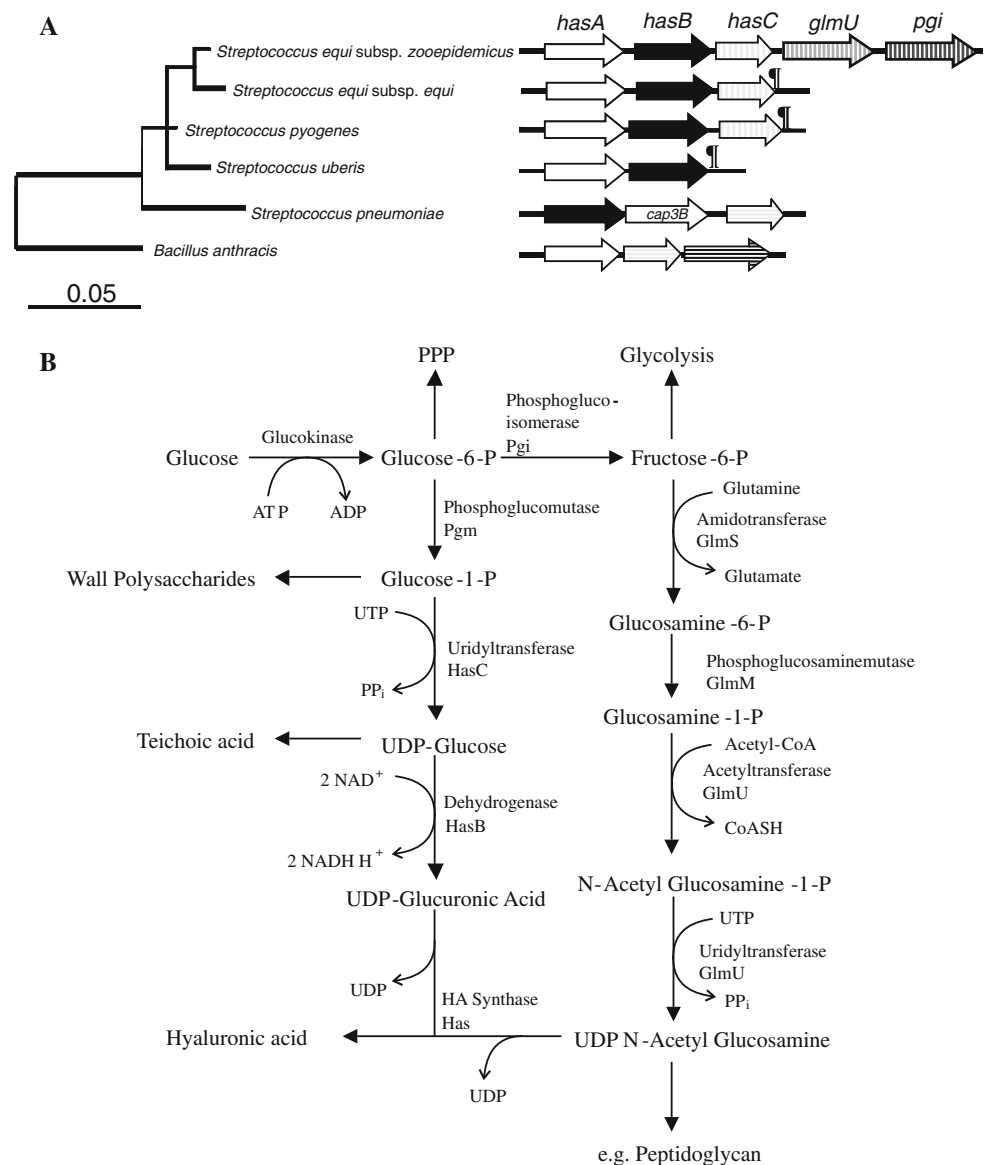 A
hasA hasB hasC glmU pgi
Streptococcus equi subsp. zooepidemicus
Streptococcus equi subsp. equi
¶
Streptococcus pyogenes
¶
Streptococcus uberis
¶
Streptococcus pneumoniae
cap3B
Bacillus anthracis
0.05
B
PPP
Glycolysis
Glucose
Glucokinase
ATP
ADP
Glucose -6-P
Phosphogluco-
isomerase
Pgi
Fructose -6-P
Phosphoglucomutase
Pgm
Glutamine
Amidotransferase
GlmS
Glutamate
Wall Polysaccharides
Glucose -1-P
UTP
Uridyltransferase
HasC
PPi
Glucosamine -6-P
Phosphoglucosaminemutase
GlmM
Glucosamine -1-P
Teichoic acid
UDP-Glucose
2 NAD+
Dehydrogenase
HasB
2 NADH H+
Acetyl-CoA
Acetyltransferase
GlmU
CoASH
UDP-Glucuronic Acid
N-Acetyl Glucosamine -1-P
UDP
UTP
Uridyltransferase
GlmU
PPi
HA Synthase
Has
Hyaluronic acid
UDP N-Acetyl Glucosamine
UDP
e.g. Peptidoglycan